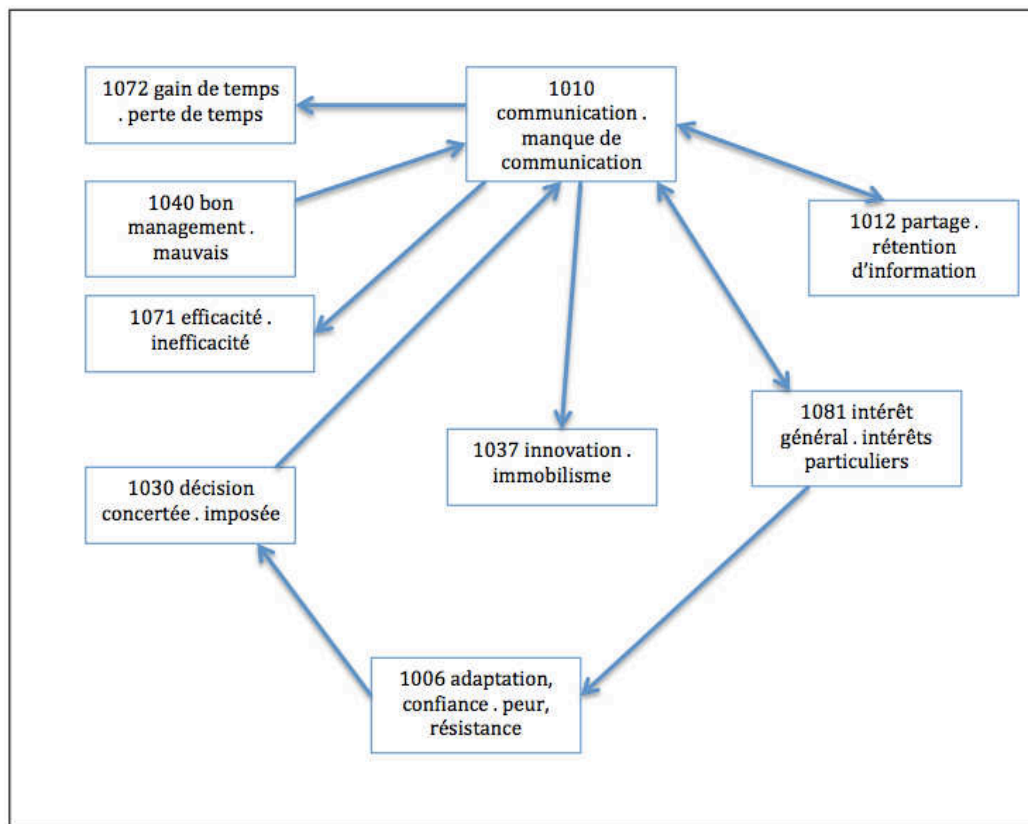 1072 gain de temps
. perte de temps
1010
communication .
manque de
communication
1040 bon
management .
mauvais
1012 partage .
rétention
d'information
1071 efficacité .
inefficacité
1081 intérêt
général . intérêts
particuliers
1037 innovation .
immobilisme
1030 décision
concertée . imposée
1006 adaptation,
confiance . peur,
résistance